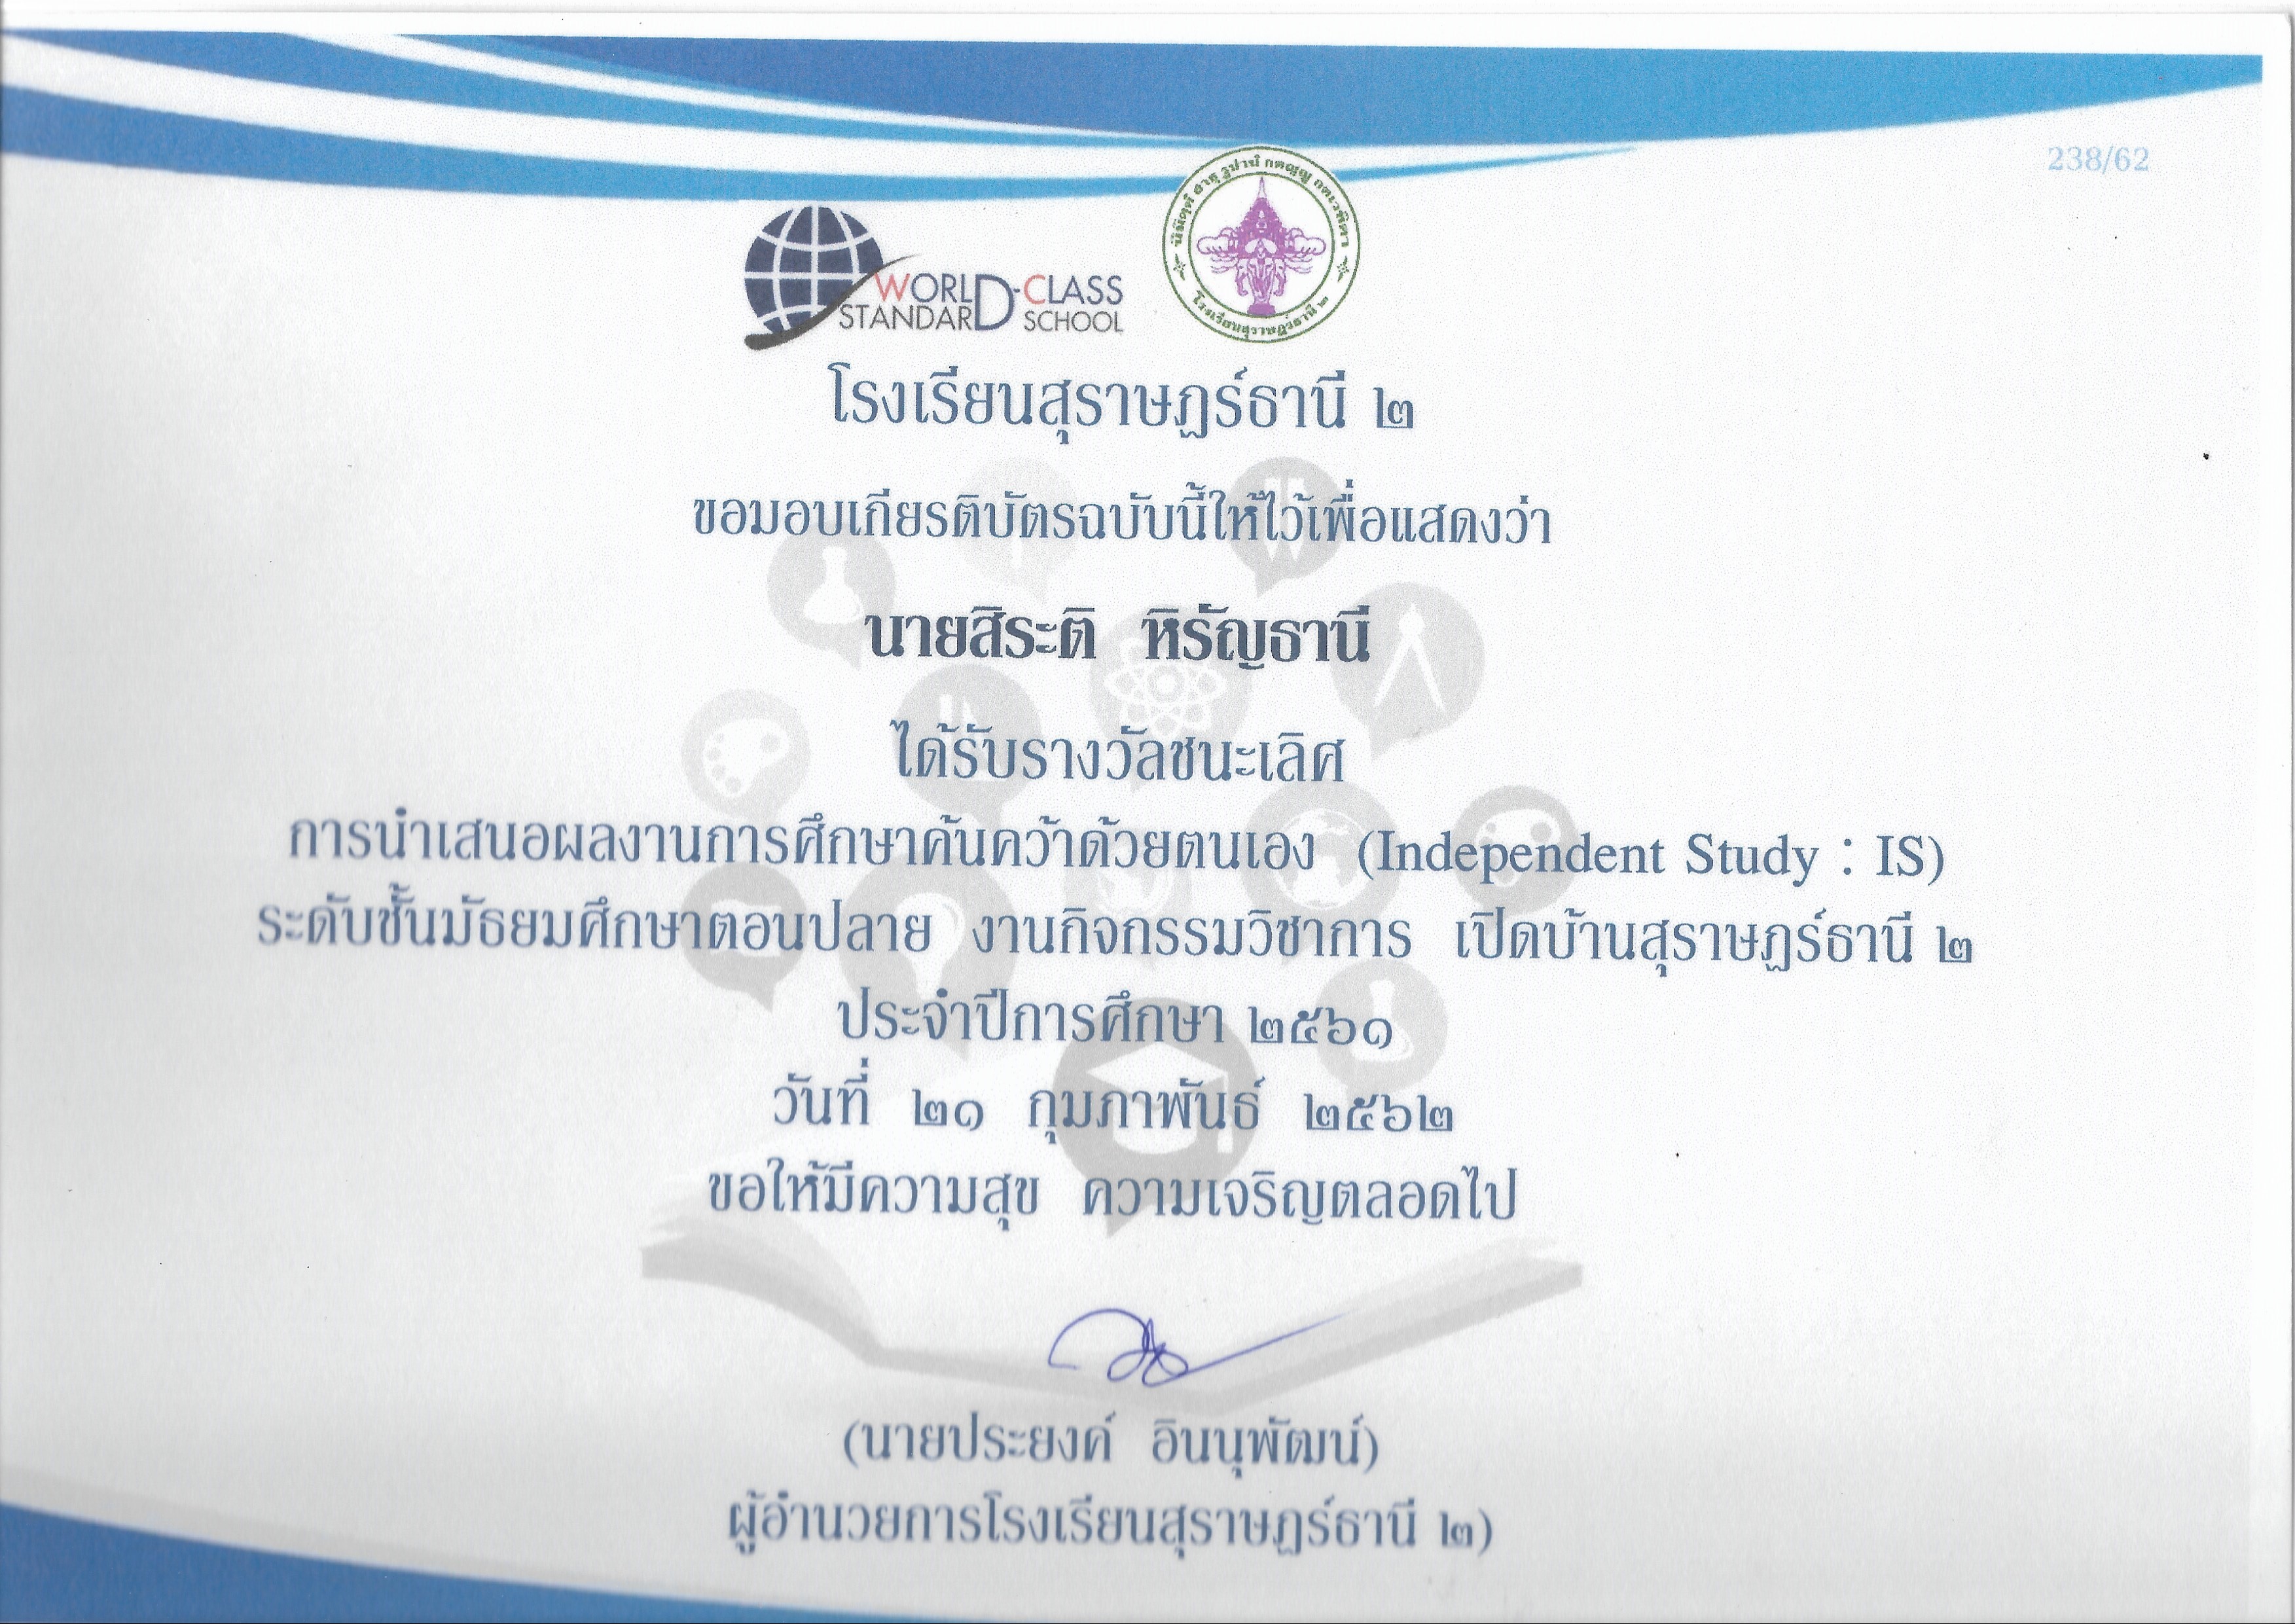 238/62
นิมิตฺตํ สาธุ รูปานํ กตญฺญู กตเวทิตา
WORLD-CLASS
STANDARD SCHOOL
โรงเรียนสุราษฎร์ธานี ๒
โรงเรียนสุราษฎร์ธานี ๒
ขอมอบเกียรติบัตรฉบับนี้ให้ไว้เพื่อแสดงว่า
นายสิระติ หิรัญธานี
ได้รับรางวัลชนะเลิศ
การนำเสนอผลงานการศึกษาค้นคว้าด้วยตนเอง (Independent Study : IS)
ระดับชั้นมัธยมศึกษาตอนปลาย งานกิจกรรมวิชาการ เปิดบ้านสุราษฎร์ธานี ๒
ประจำปีการศึกษา ๒๕๖๑
วันที่ ๒๑ กุมภาพันธ์ ๒๕๖๒
ขอให้มีความสุข ความเจริญตลอดไป
(นายประยงค์ อินนุพัฒน์)
ผู้อำนวยการโรงเรียนสุราษฎร์ธานี ๒)